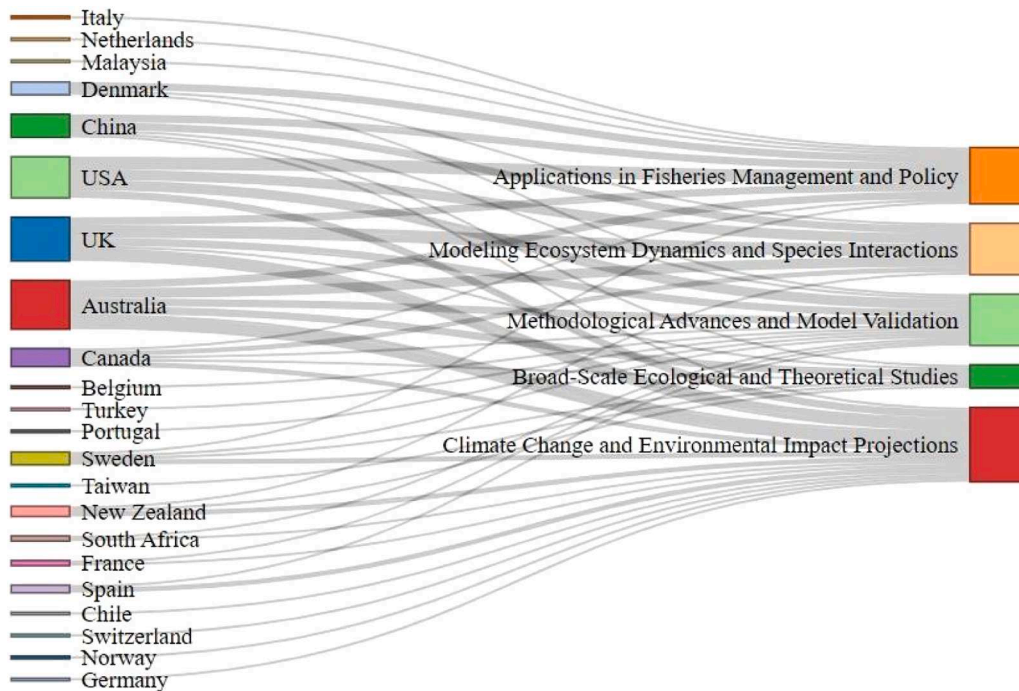 Italy
Netherlands
Malaysia
Denmark
China
USA
UK
Australia
Canada
Belgium
Turkey
Portugal
Sweden
Taiwan
New Zealand
South Africa
France
Spain
Chile
Switzerland
Norway
Germany
Applications in Fisheries Management and Policy
Modeling Ecosystem Dynamics and Species Interactions
Methodological Advances and Model Validation
Broad-Scale Ecological and Theoretical Studies
Climate Change and Environmental Impact Projections